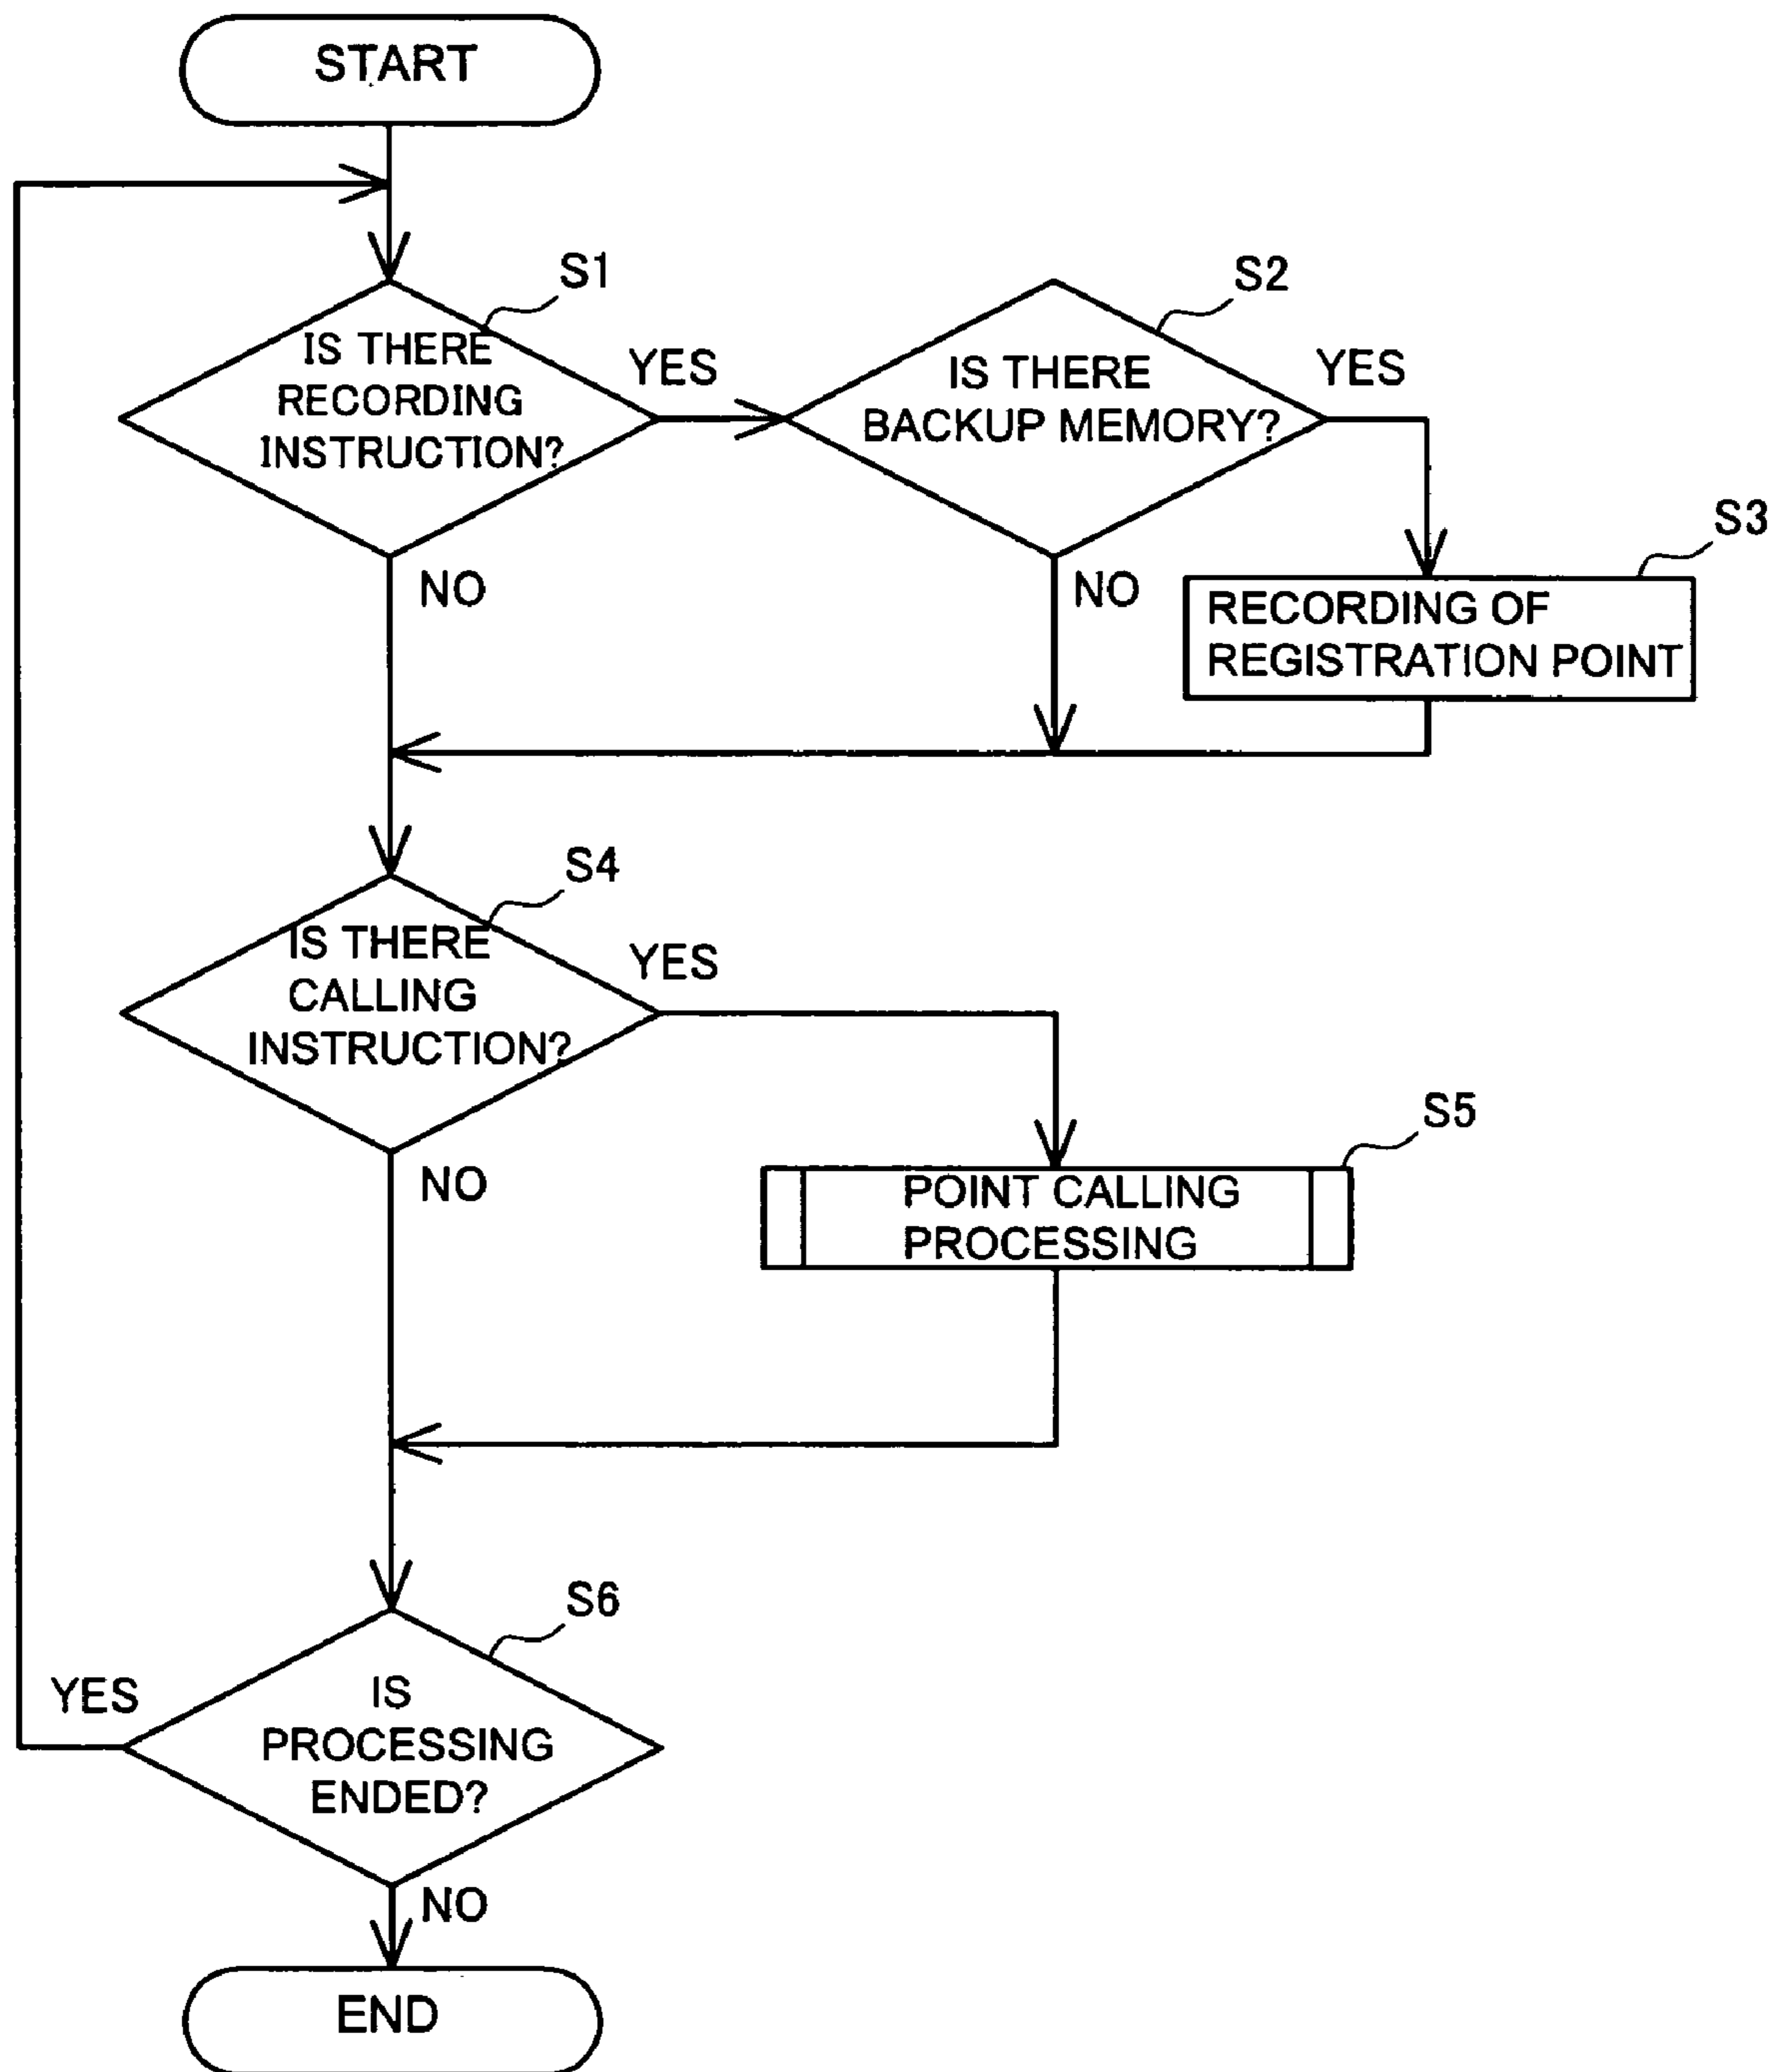 START
S1
IS THERE
RECORDING
INSTRUCTION?
YES
NO
S2
IS THERE
BACKUP MEMORY?
YES
NO
S3
RECORDING OF
REGISTRATION POINT
S4
IS THERE
CALLING
INSTRUCTION?
YES
NO
S5
POINT CALLING
PROCESSING
S6
IS
PROCESSING
ENDED?
YES
NO
END